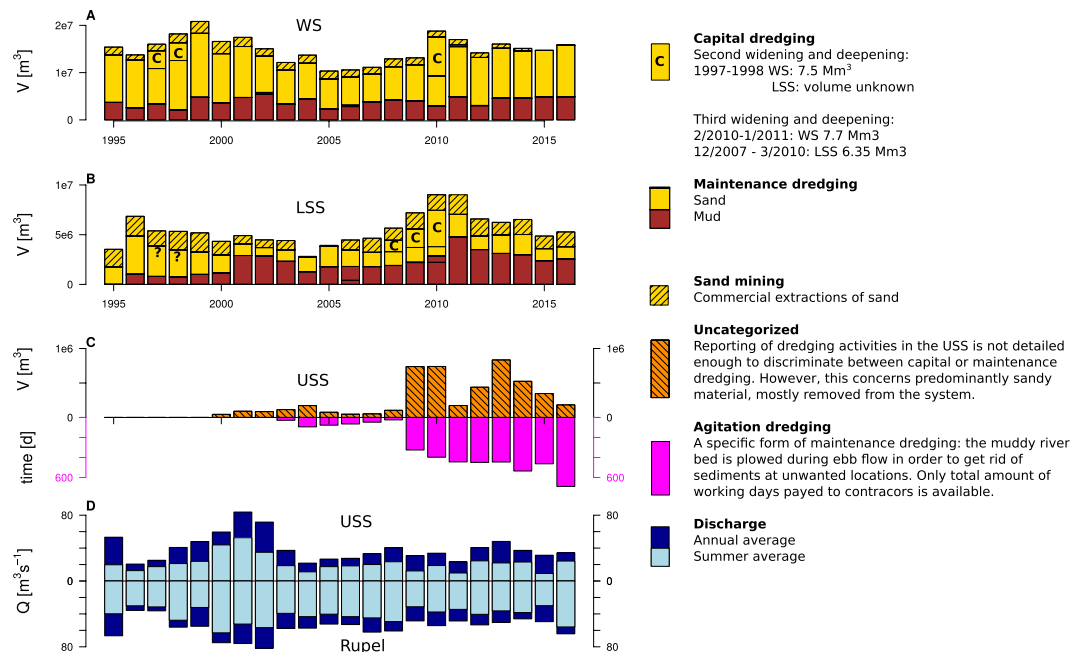 A
WS
2e7
1e7
0
V [m³]
1995
2000
2005
2010
2015
C
C
C
B
LSS
1e7
5e6
0
V [m³]
1995
2000
2005
2010
2015
?
?
C
C
C
C
USS
1e6
0
V [m³]
600
time [d]
1e6
0
600
D
USS
80
0
80
Q [m³s⁻¹]
80
0
80
Rupel
C
Capital dredging
Second widening and deepening:
1997-1998 WS: 7.5 Mm³
LSS: volume unknown
Third widening and deepening:
2/2010-1/2011: WS 7.7 Mm3
12/2007 - 3/2010: LSS 6.35 Mm3
Maintenance dredging
Sand
Mud
Sand mining
Commercial extractions of sand
Uncategorized
Reporting of dredging activities in the USS is not detailed
enough to discriminate between capital or maintenance
dredging. However, this concerns predominantly sandy
material, mostly removed from the system.
Agitation dredging
A specific form of maintenance dredging: the muddy river
bed is plowed during ebb flow in order to get rid of
sediments at unwanted locations. Only total amount of
working days payed to contracors is available.
Discharge
Annual average
Summer average